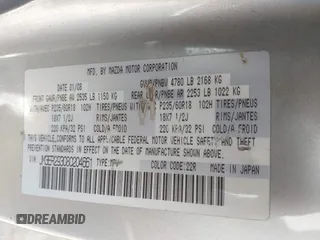 MFD BY MAZDA MOTOR CORPORATION
DATE 01/08
GVWR/PNBV 4780 LB 2168 KG
FRONT GAWR/PNBE AV 2535 LB 1150 KG
REAR GAWR/PNBE AR 2253 LB 1022 KG
WITH/AVEC P235/60R18 102H TIRES/PNEUS
P235/60R18 102H TIRES/PNEUS
18X7 1/2J RIMS/JANTES
18X7 1/2J RIMS/JANTES
220 KPA/32 PSI COLD/FROID
220 KPA/32 PSI COLD/FROID
THIS VEHICLE CONFORMS TO ALL APPLICABLE FEDERAL MOTOR VEHICLE SAFETY AND THEFT
PREVENTION STANDARDS IN EFFECT ON THE DATE OF MANUFACTURE SHOWN ABOVE.
VIN TYPE MPV
COLOR: 22R MADE IN JAPAN
DREAMBID